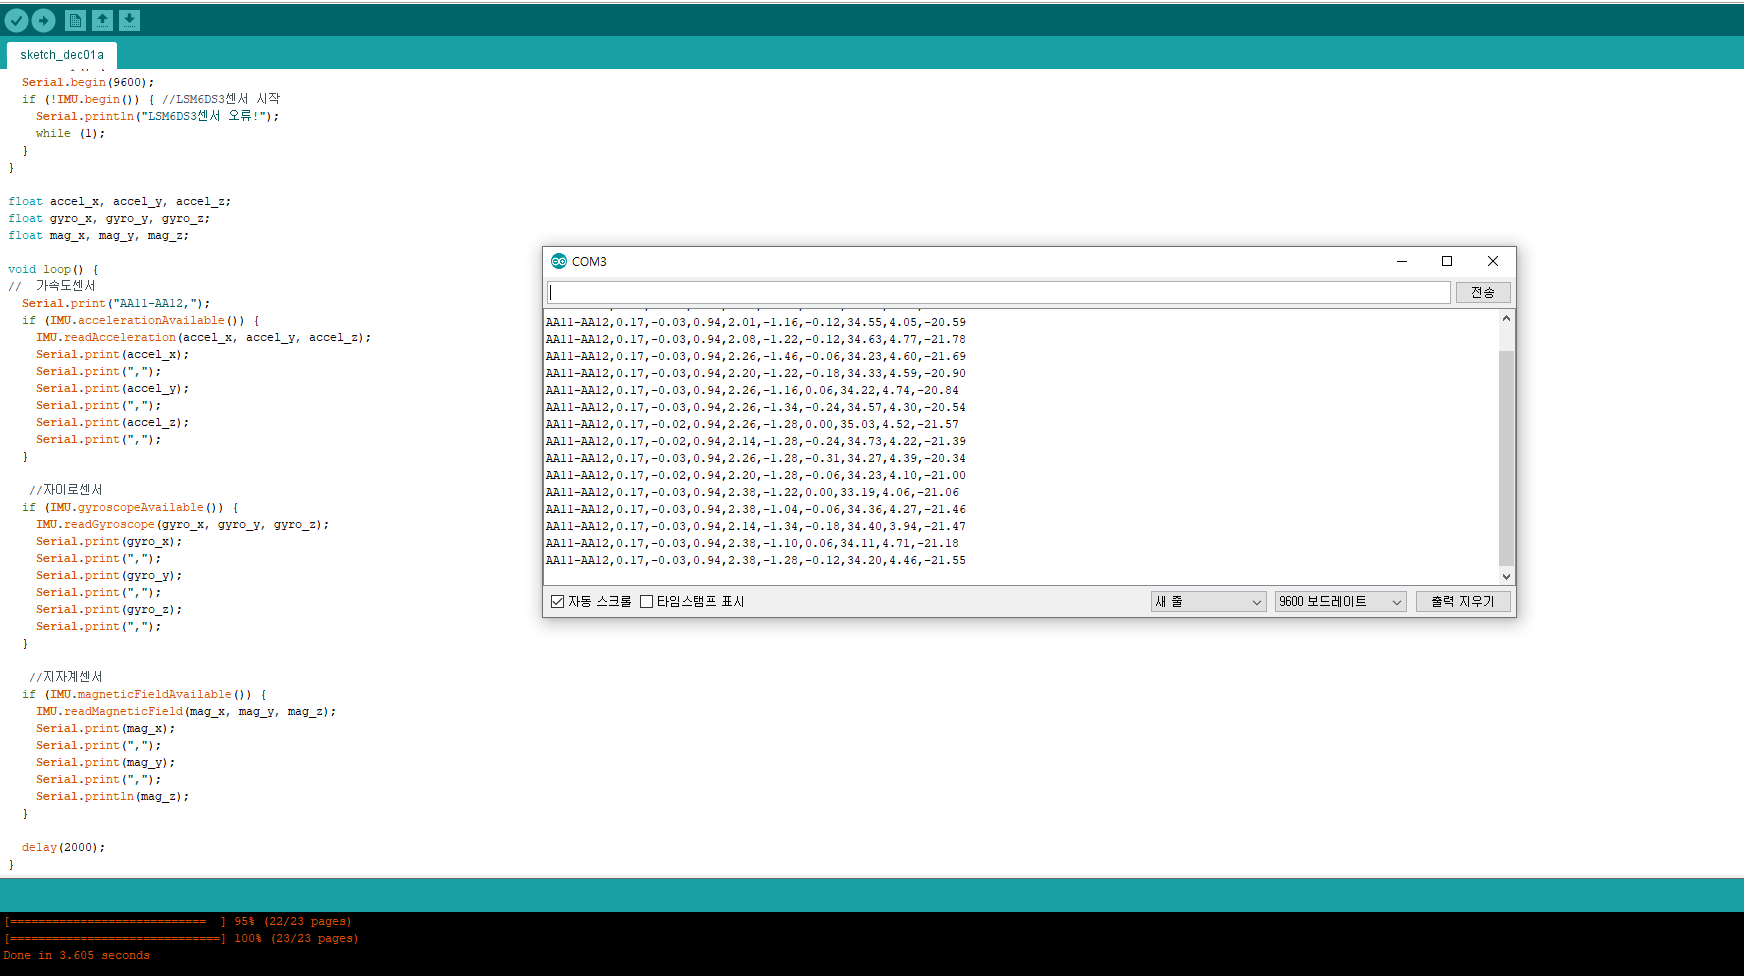 sketch_dec01a
Serial.begin(9600);
if (!IMU.begin()) { //LSM6DS3센서 시작
Serial.println("LSM6DS3센서 오류!");
while (1);
}
}
float accel_x, accel_y, accel_z;
float gyro_x, gyro_y, gyro_z;
float mag_x, mag_y, mag_z;
void loop() {
// 가속도센서
Serial.print("AA11-AA12,");
if (IMU.accelerationAvailable()) {
IMU.readAcceleration(accel_x, accel_y, accel_z);
Serial.print(accel_x);
Serial.print(",");
Serial.print(accel_y);
Serial.print(",");
Serial.print(accel_z);
Serial.print(",");
}
//자이로센서
if (IMU.gyroscopeAvailable()) {
IMU.readGyroscope(gyro_x, gyro_y, gyro_z);
Serial.print(gyro_x);
Serial.print(",");
Serial.print(gyro_y);
Serial.print(",");
Serial.print(gyro_z);
Serial.print(",");
}
//지자계센서
if (IMU.magneticFieldAvailable()) {
IMU.readMagneticField(mag_x, mag_y, mag_z);
Serial.print(mag_x);
Serial.print(",");
Serial.print(mag_y);
Serial.print(",");
Serial.println(mag_z);
}
delay(2000);
}
COM3
전송
AA11-AA12,0.17,-0.03,0.94,2.01,-1.16,-0.12,34.55,4.05,-20.59
AA11-AA12,0.17,-0.03,0.94,2.08,-1.22,-0.12,34.63,4.77,-21.78
AA11-AA12,0.17,-0.03,0.94,2.26,-1.46,-0.06,34.23,4.60,-21.69
AA11-AA12,0.17,-0.03,0.94,2.20,-1.22,-0.18,34.33,4.59,-20.90
AA11-AA12,0.17,-0.03,0.94,2.26,-1.16,0.06,34.22,4.74,-20.84
AA11-AA12,0.17,-0.03,0.94,2.26,-1.34,-0.24,34.57,4.30,-20.54
AA11-AA12,0.17,-0.02,0.94,2.26,-1.28,0.00,35.03,4.52,-21.57
AA11-AA12,0.17,-0.02,0.94,2.14,-1.28,-0.24,34.73,4.22,-21.39
AA11-AA12,0.17,-0.03,0.94,2.26,-1.28,-0.31,34.27,4.39,-20.34
AA11-AA12,0.17,-0.02,0.94,2.20,-1.28,-0.06,34.23,4.10,-21.00
AA11-AA12,0.17,-0.03,0.94,2.38,-1.22,0.00,33.19,4.06,-21.06
AA11-AA12,0.17,-0.03,0.94,2.38,-1.04,-0.06,34.36,4.27,-21.46
AA11-AA12,0.17,-0.03,0.94,2.14,-1.34,-0.18,34.40,3.94,-21.47
AA11-AA12,0.17,-0.03,0.94,2.38,-1.10,0.06,34.11,4.71,-21.18
AA11-AA12,0.17,-0.03,0.94,2.38,-1.28,-0.12,34.20,4.46,-21.55
자동 스크롤 타임스탬프 표시 새 줄 9600 보드레이트 출력 지우기
[============================  ] 95% (22/23 pages)
[==============================] 100% (23/23 pages)
Done in 3.605 seconds